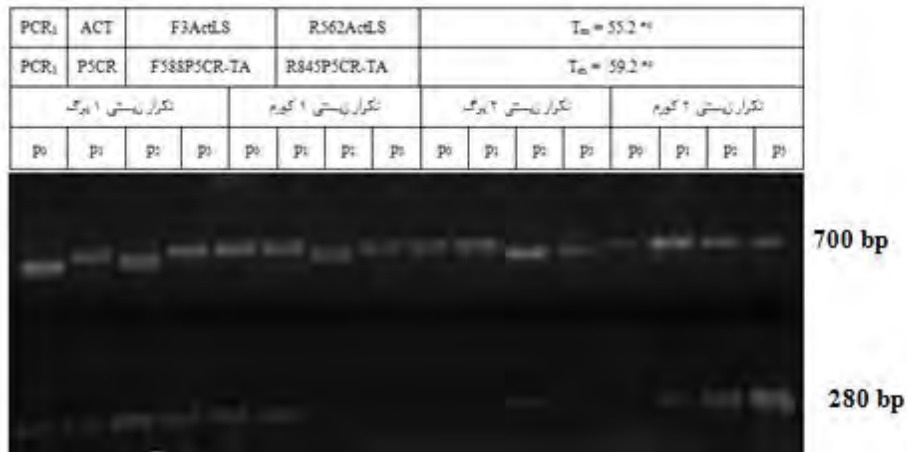 PCR₁ ACT F3ActLS R562ActLS Tm = 55.2 °C
PCR₂ P5CR F588P5CR-TA R845P5CR-TA Tm = 59.2 °C
تکرار زیستی ۱ برگ تکرار زیستی ۱ کورم تکرار زیستی ۲ برگ تکرار زیستی ۲ کورم
P0 P1 P2 P3 P0 P1 P2 P3 P0 P1 P2 P3 P0 P1 P2 P3
700 bp
280 bp